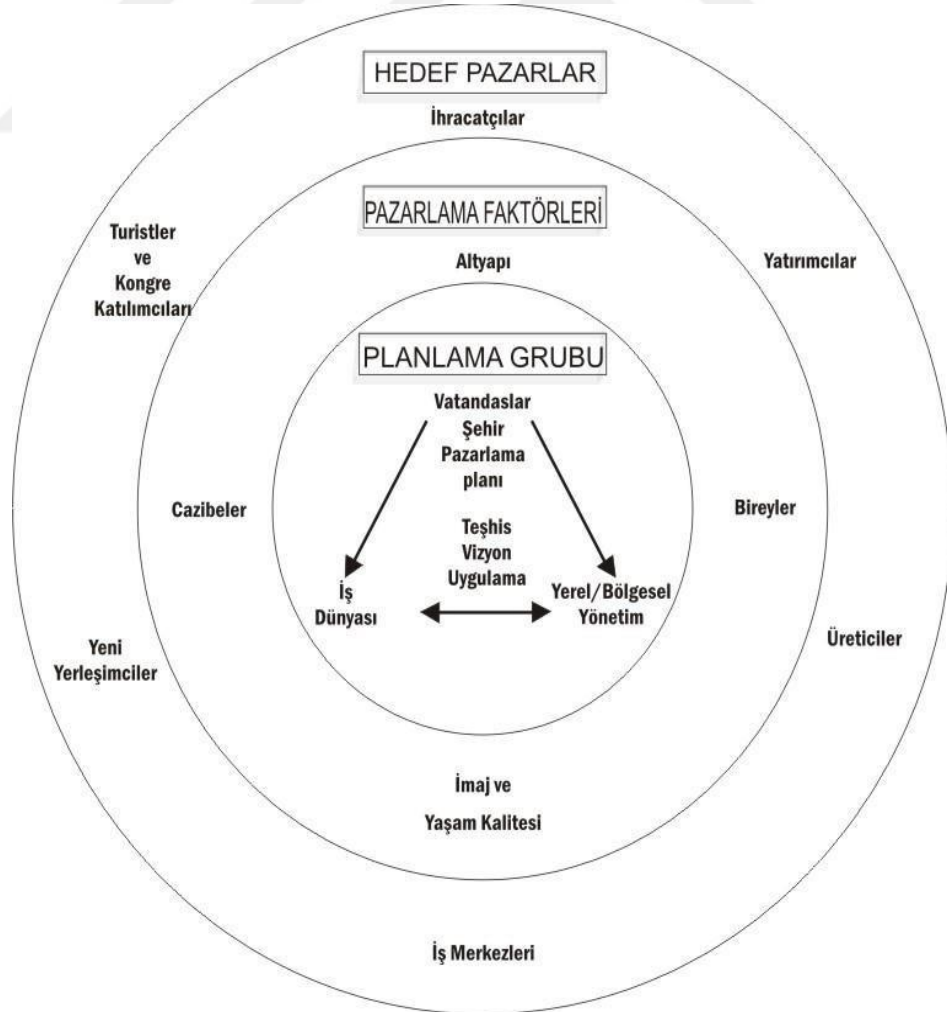 HEDEF PAZARLAR
İhracatçılar
PAZARLAMA FAKTÖRLERİ
Altyapı
Turistler
ve
Kongre
Katılımcıları
Yatırımcılar
PLANLAMA GRUBU
Vatandaslar
Şehir
Pazarlama
planı
Cazibeler
Bireyler
Teşhis
Vizyon
Uygulama
İş
Dünyası
Yerel/Bölgesel
Yönetim
Yeni
Yerleşimciler
Üreticiler
İmaj ve
Yaşam Kalitesi
İş Merkezleri